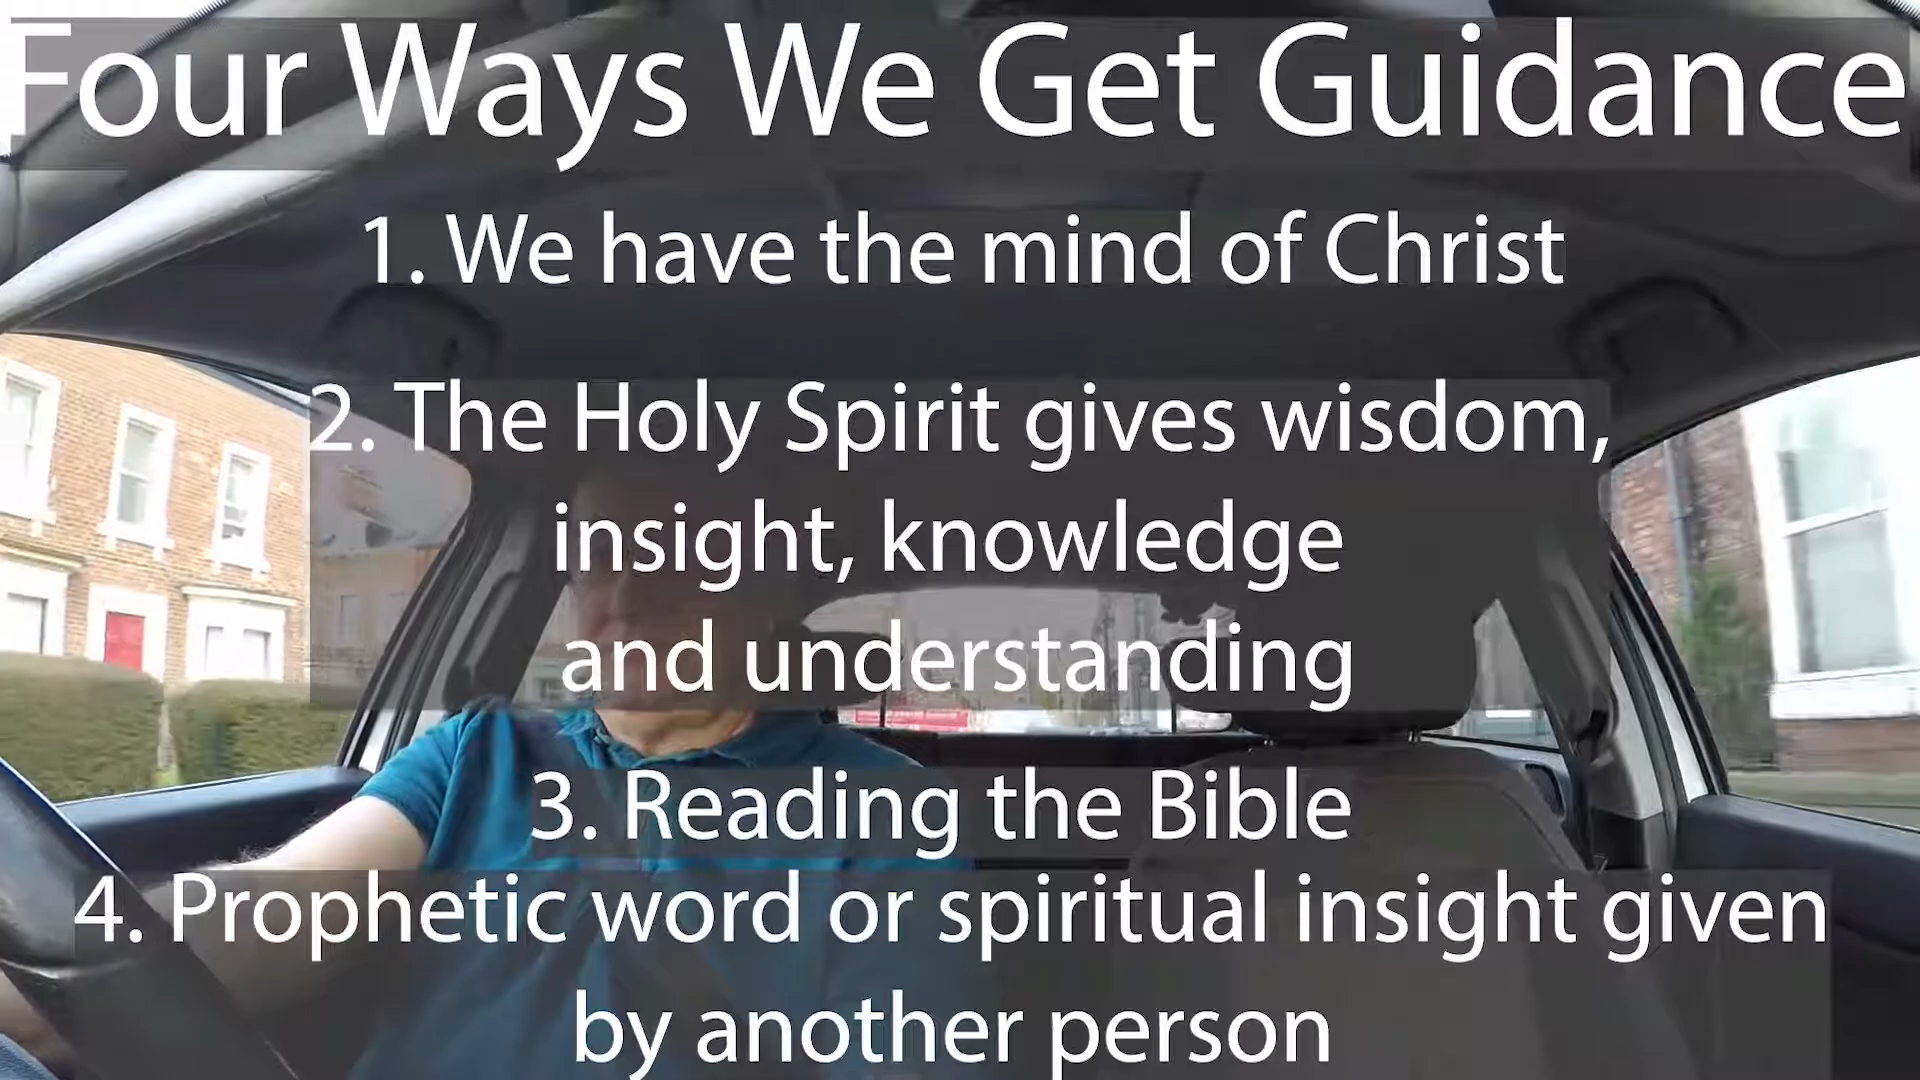 Four Ways We Get Guidance
1. We have the mind of Christ
2. The Holy Spirit gives wisdom,
insight, knowledge
and understanding
3. Reading the Bible
4. Prophetic word or spiritual insight given
by another person